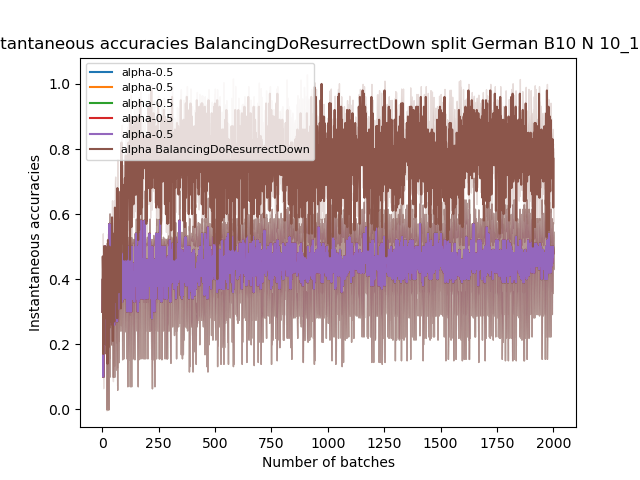 tantaneous accuracies BalancingDoResurrectDown split German B10 N 10_1
alpha-0.5
alpha-0.5
alpha-0.5
alpha-0.5
alpha-0.5
alpha BalancingDoResurrectDown
Instantaneous accuracies
1.0
0.8
0.6
0.4
0.2
0.0
0 250 500 750 1000 1250 1500 1750 2000
Number of batches